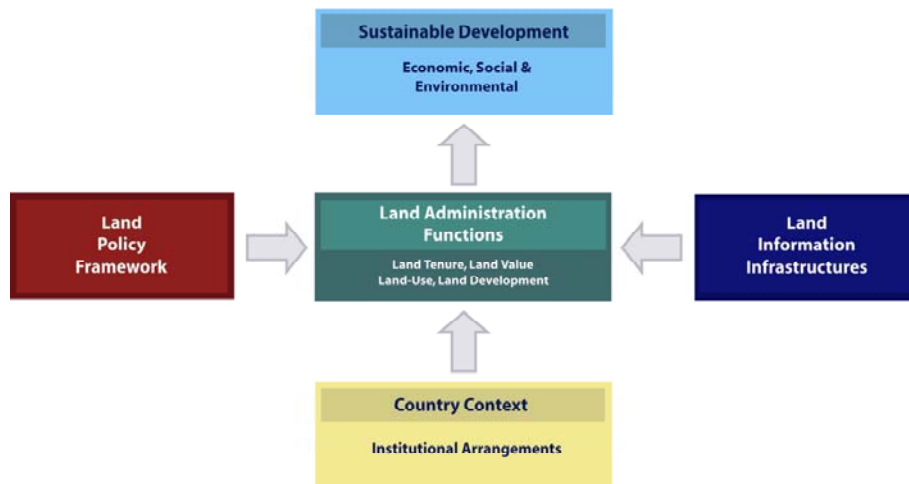 Sustainable Development
Economic, Social &
Environmental
Land
Policy
Framework
Land Administration
Functions
Land Tenure, Land Value
Land-Use, Land Development
Land
Information
Infrastructures
Country Context
Institutional Arrangements